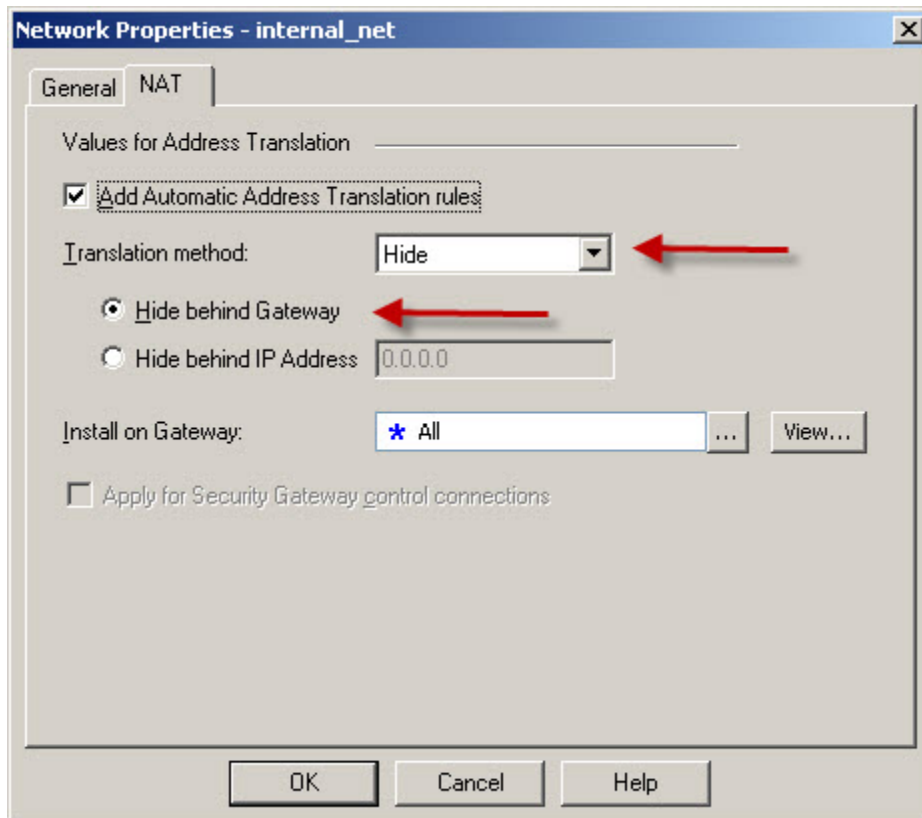 Network Properties - internal_net
General NAT
Values for Address Translation
Add Automatic Address Translation rules
Translation method: Hide
Hide behind Gateway
Hide behind IP Address 0.0.0.0
Install on Gateway: * All ... View...
Apply for Security Gateway control connections
OK Cancel Help